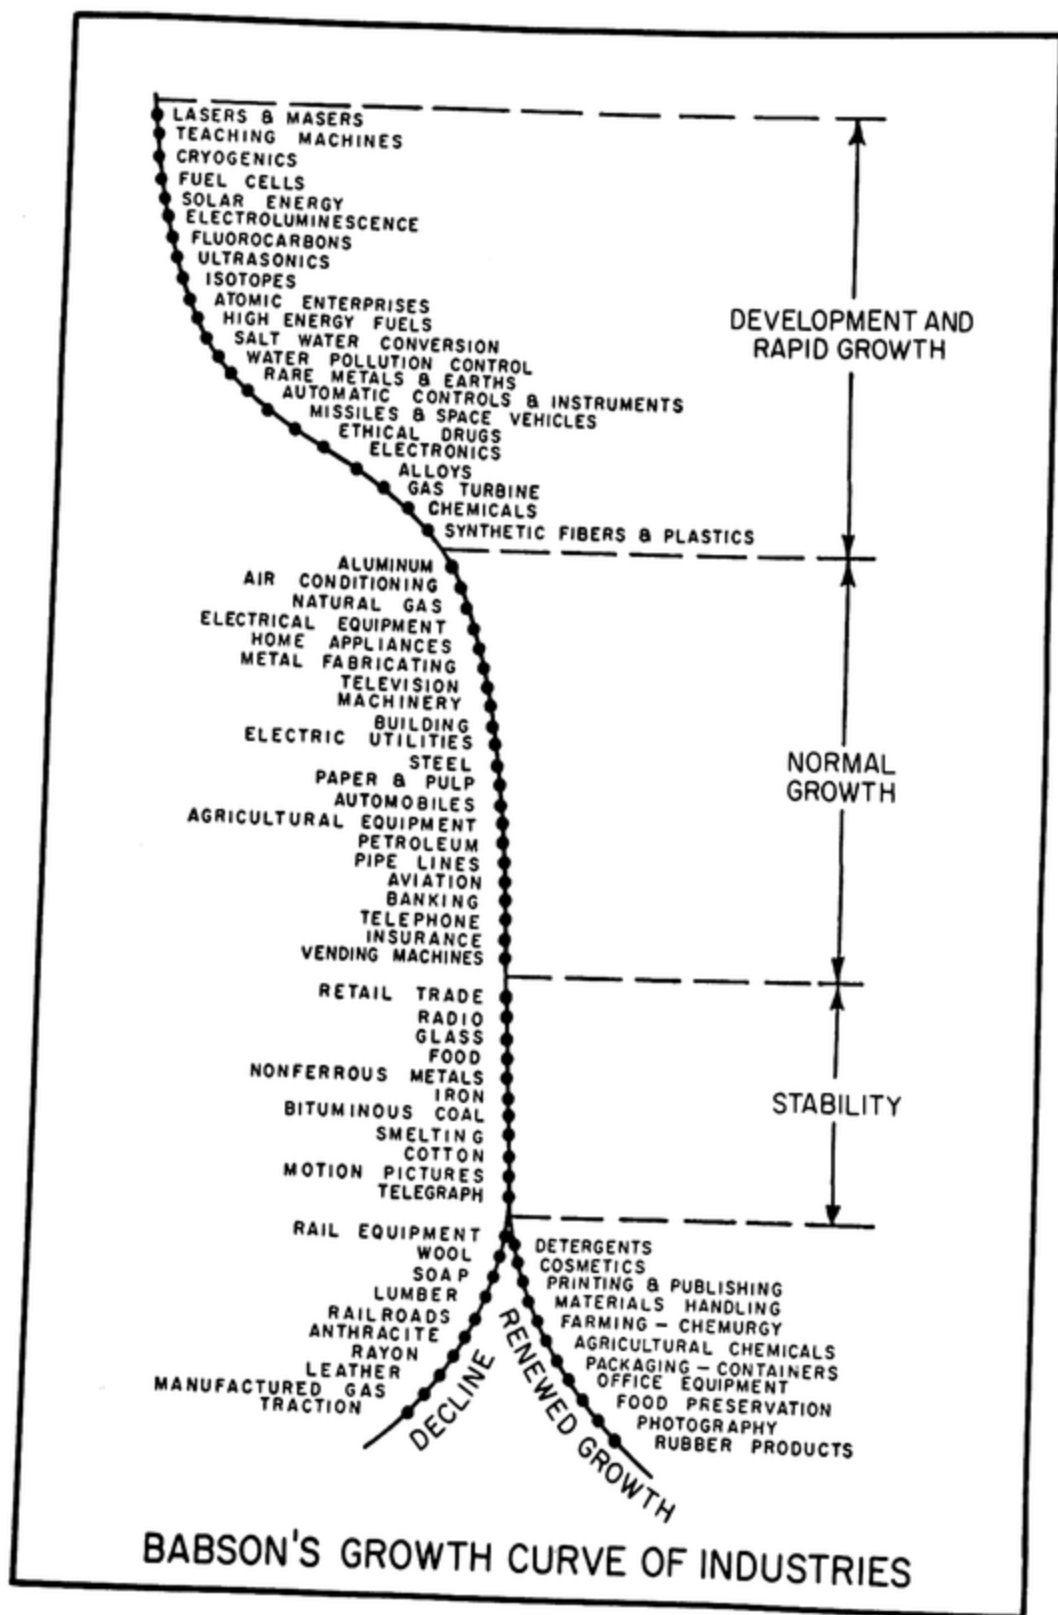 LASERS & MASERS
TEACHING MACHINES
CRYOGENICS
FUEL CELLS
SOLAR ENERGY
ELECTROLUMINESCENCE
FLUOROCARBONS
ULTRASONICS
ISOTOPES
ATOMIC ENTERPRISES
HIGH ENERGY FUELS
SALT WATER CONVERSION
WATER POLLUTION CONTROL
RARE METALS & EARTHS
AUTOMATIC CONTROLS & INSTRUMENTS
MISSILES & SPACE VEHICLES
ETHICAL DRUGS
ELECTRONICS
ALLOYS
GAS TURBINE
CHEMICALS
SYNTHETIC FIBERS & PLASTICS
DEVELOPMENT AND
RAPID GROWTH
ALUMINUM
AIR CONDITIONING
NATURAL GAS
ELECTRICAL EQUIPMENT
HOME APPLIANCES
METAL FABRICATING
TELEVISION
MACHINERY
BUILDING
ELECTRIC UTILITIES
STEEL
PAPER & PULP
AUTOMOBILES
AGRICULTURAL EQUIPMENT
PETROLEUM
PIPE LINES
AVIATION
BANKING
TELEPHONE
INSURANCE
VENDING MACHINES
NORMAL
GROWTH
RETAIL TRADE
RADIO
GLASS
FOOD
NONFERROUS METALS
IRON
BITUMINOUS COAL
SMELTING
COTTON
MOTION PICTURES
TELEGRAPH
STABILITY
RAIL EQUIPMENT
WOOL
SOAP
LUMBER
RAILROADS
ANTHRACITE
RAYON
LEATHER
MANUFACTURED GAS
TRACTION
DECLINE
DETERGENTS
COSMETICS
PRINTING & PUBLISHING
MATERIALS HANDLING
FARMING - CHEMURGY
AGRICULTURAL CHEMICALS
PACKAGING - CONTAINERS
OFFICE EQUIPMENT
FOOD PRESERVATION
PHOTOGRAPHY
RUBBER PRODUCTS
RENEWED GROWTH
BABSON'S GROWTH CURVE OF INDUSTRIES